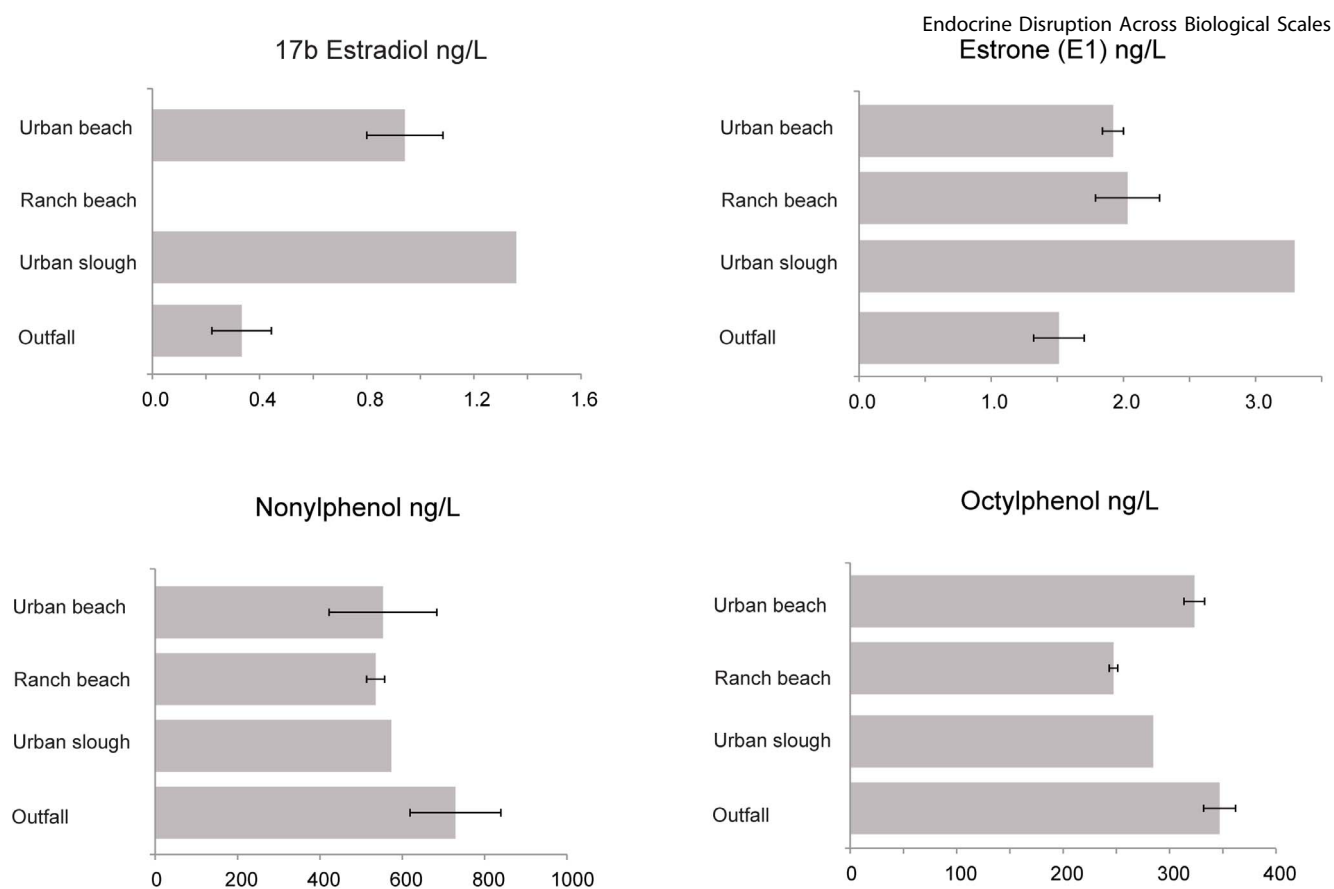 Endocrine Disruption Across Biological Scales
17b Estradiol ng/L
Urban beach
Ranch beach
Urban slough
Outfall
0.0 0.4 0.8 1.2 1.6
Estrone (E1) ng/L
Urban beach
Ranch beach
Urban slough
Outfall
0.0 1.0 2.0 3.0
Nonylphenol ng/L
Urban beach
Ranch beach
Urban slough
Outfall
0 200 400 600 800 1000
Octylphenol ng/L
Urban beach
Ranch beach
Urban slough
Outfall
0 100 200 300 400